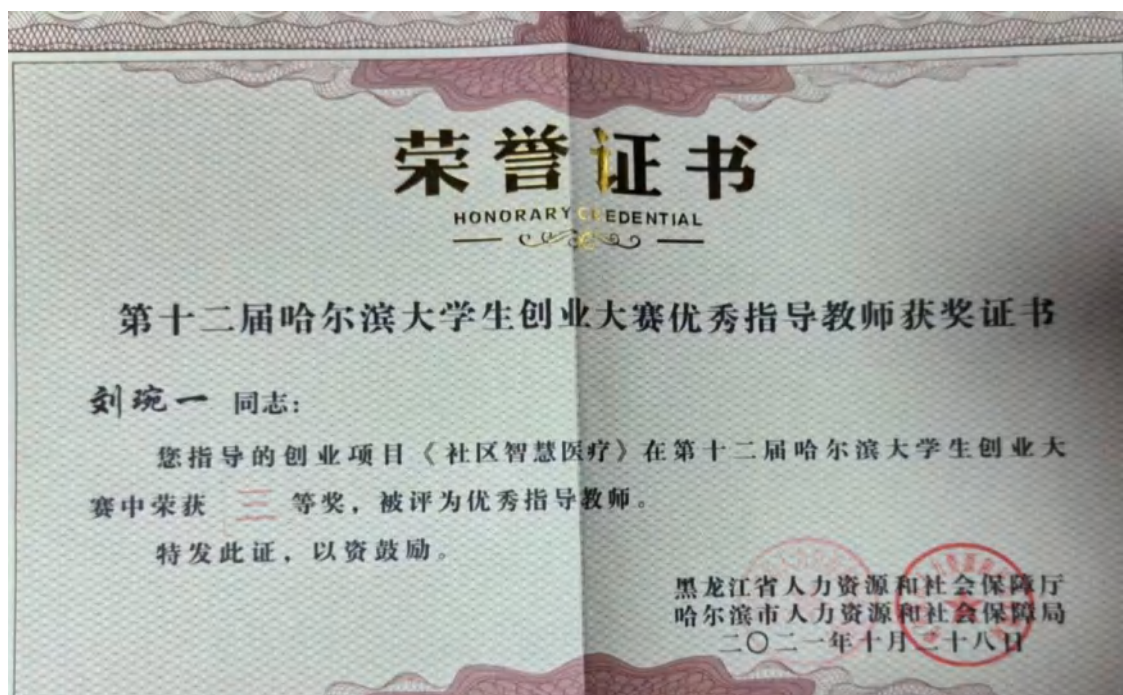 荣誉证书
HONORARY CREDENTIAL
第十二届哈尔滨大学生创业大赛优秀指导教师获奖证书
刘琬一 同志：
您指导的创业项目《社区智慧医疗》在第十二届哈尔滨大学生创业大
赛中荣获 三 等奖，被评为优秀指导教师。
特发此证，以资鼓励。
黑龙江省人力资源和社会保障厅
哈尔滨市人力资源和社会保障局
二〇二一年十月二十八日